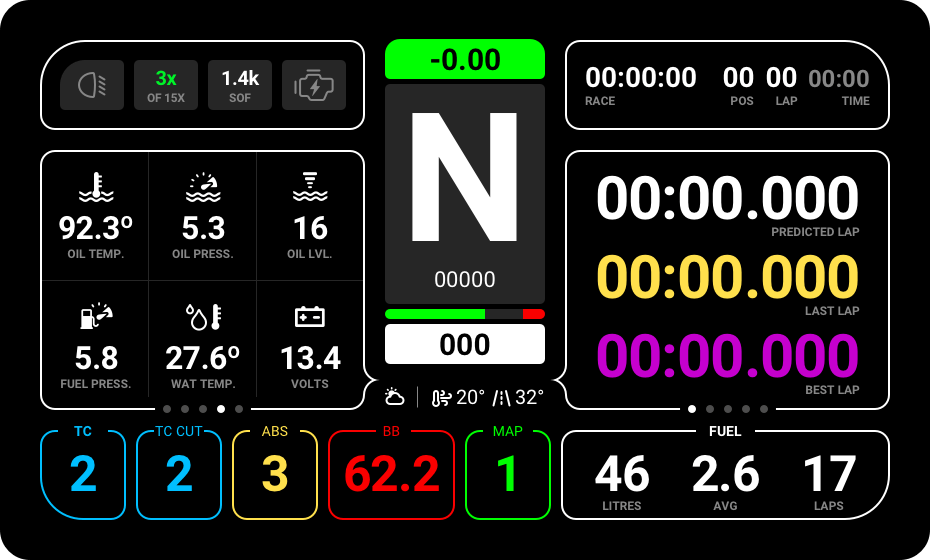 3x
OF 15X
1.4k
SOF
-0.00
N
00000
000
20° 32°
00:00:00 00 00 00:00
RACE POS LAP TIME
92.3º 5.3 16
OIL TEMP. OIL PRESS. OIL LVL.
5.8 27.6º 13.4
FUEL PRESS. WAT TEMP. VOLTS
00:00.000
PREDICTED LAP
00:00.000
LAST LAP
00:00.000
BEST LAP
TC
2
TC CUT
2
ABS
3
BB
62.2
MAP
1
FUEL
46 2.6 17
LITRES AVG LAPS